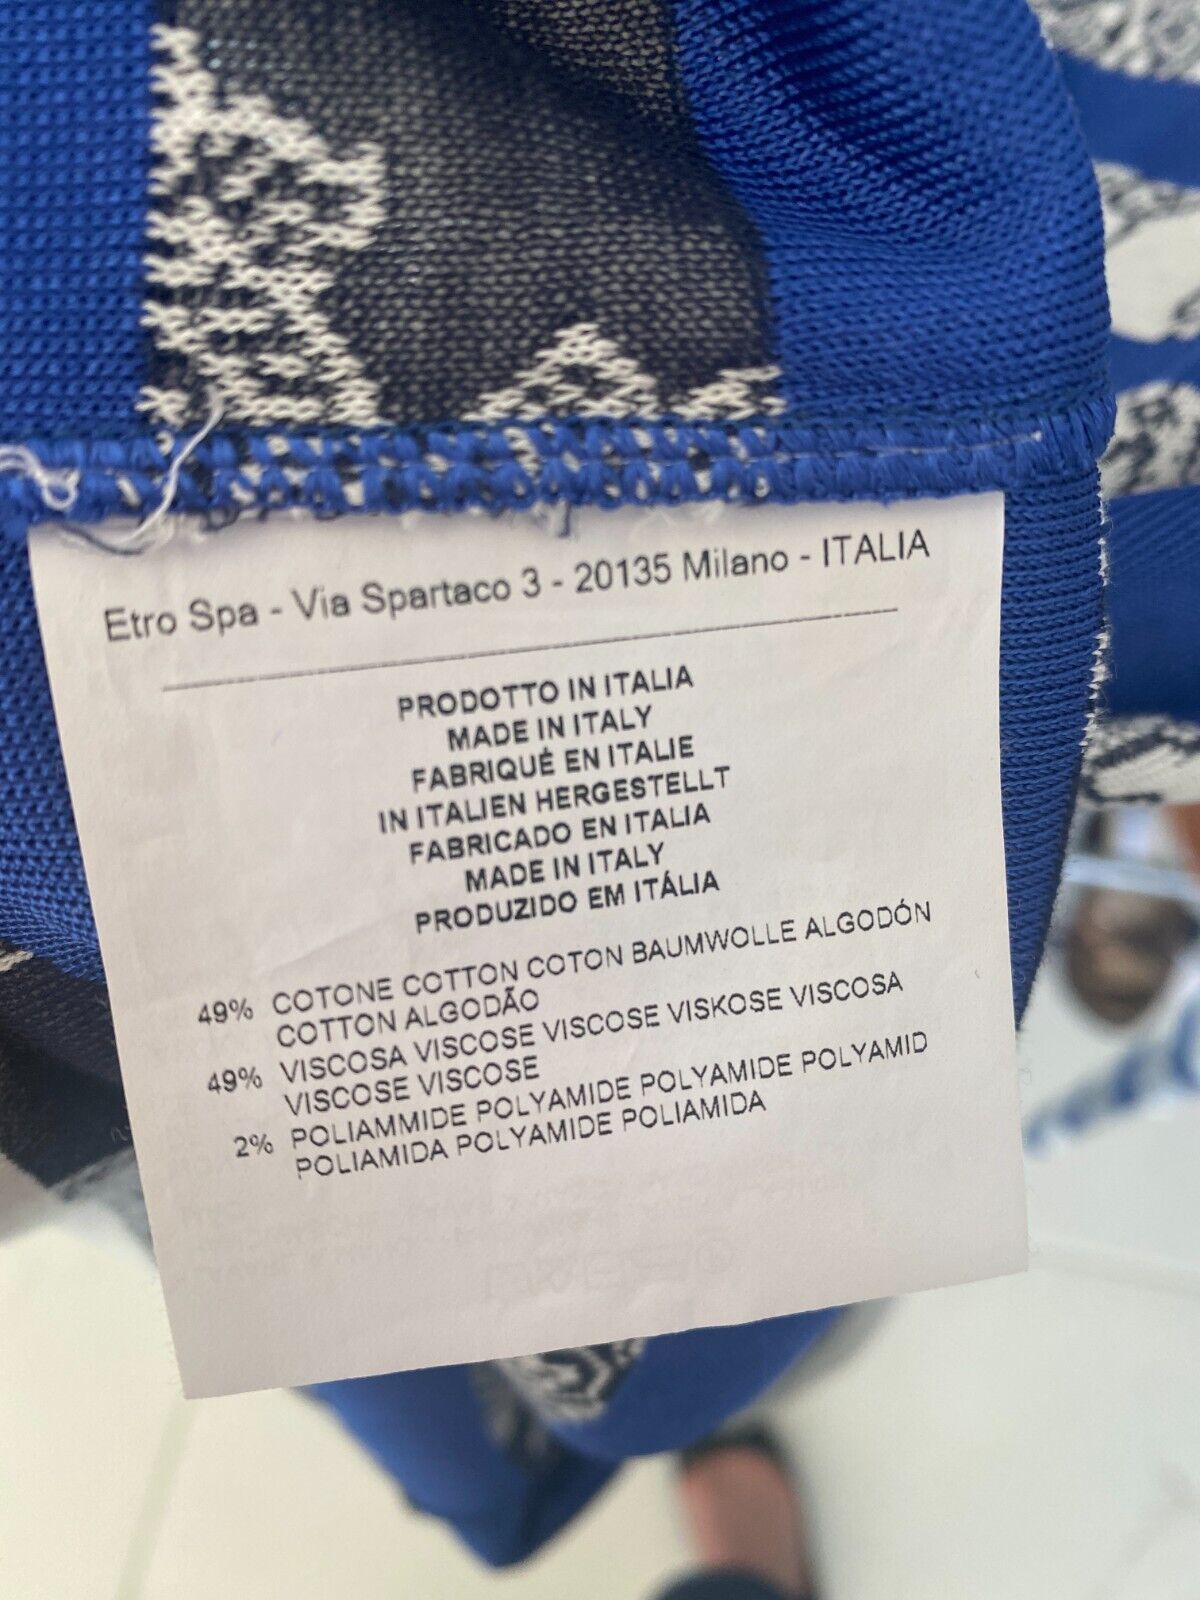 Etro Spa - Via Spartaco 3 - 20135 Milano - ITALIA
PRODOTTO IN ITALIA
MADE IN ITALY
FABRIQUÉ EN ITALIE
IN ITALIEN HERGESTELLT
FABRICADO EN ITALIA
MADE IN ITALY
PRODUZIDO EM ITÁLIA
49% COTONE COTTON COTON BAUMWOLLE ALGODÓN
COTTON ALGODÃO
49% VISCOSA VISCOSE VISCOSE VISKOSE VISCOSA
VISCOSE VISCOSE
2% POLIAMMIDE POLYAMIDE POLYAMIDE POLYAMID
POLIAMIDA POLYAMIDE POLIAMIDA